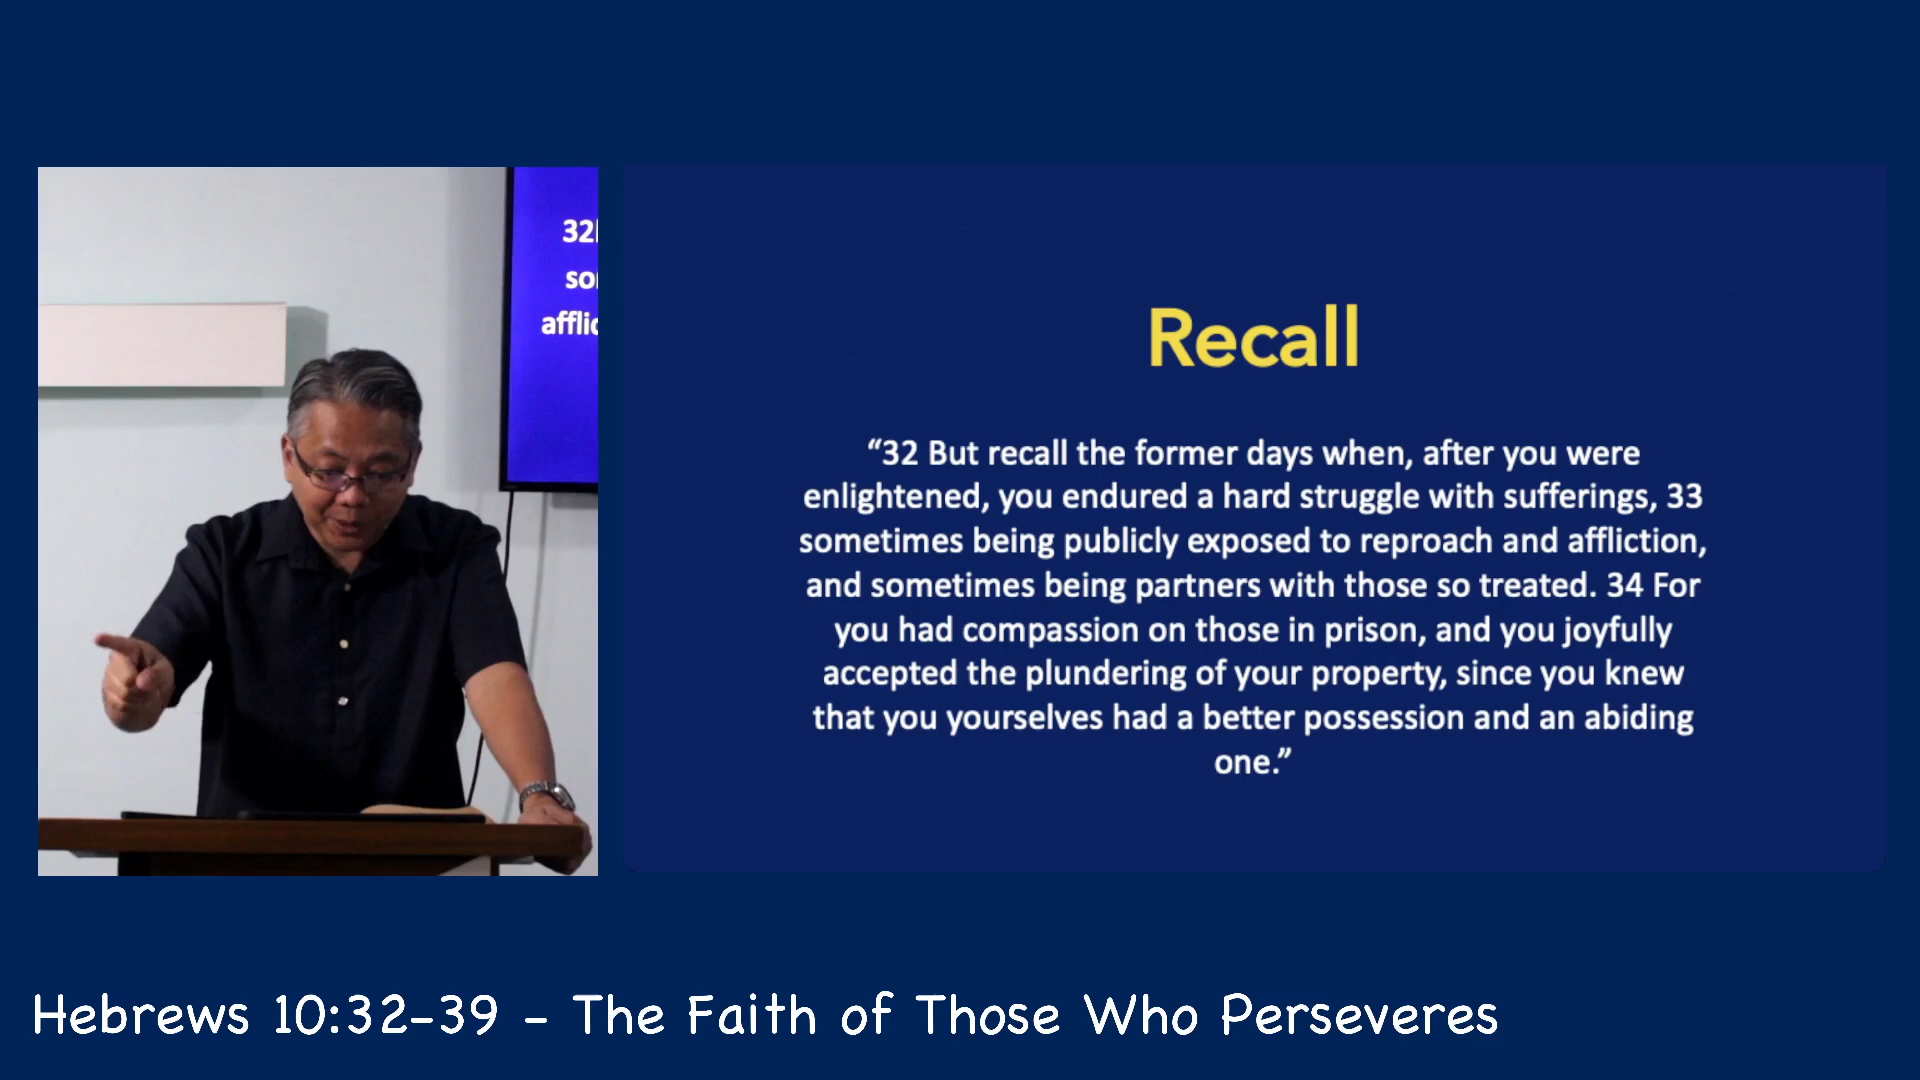 32
so
afflic
Recall
“32 But recall the former days when, after you were
enlightened, you endured a hard struggle with sufferings, 33
sometimes being publicly exposed to reproach and affliction,
and sometimes being partners with those so treated. 34 For
you had compassion on those in prison, and you joyfully
accepted the plundering of your property, since you knew
that you yourselves had a better possession and an abiding
one.”
Hebrews 10:32-39 - The Faith of Those Who Perseveres